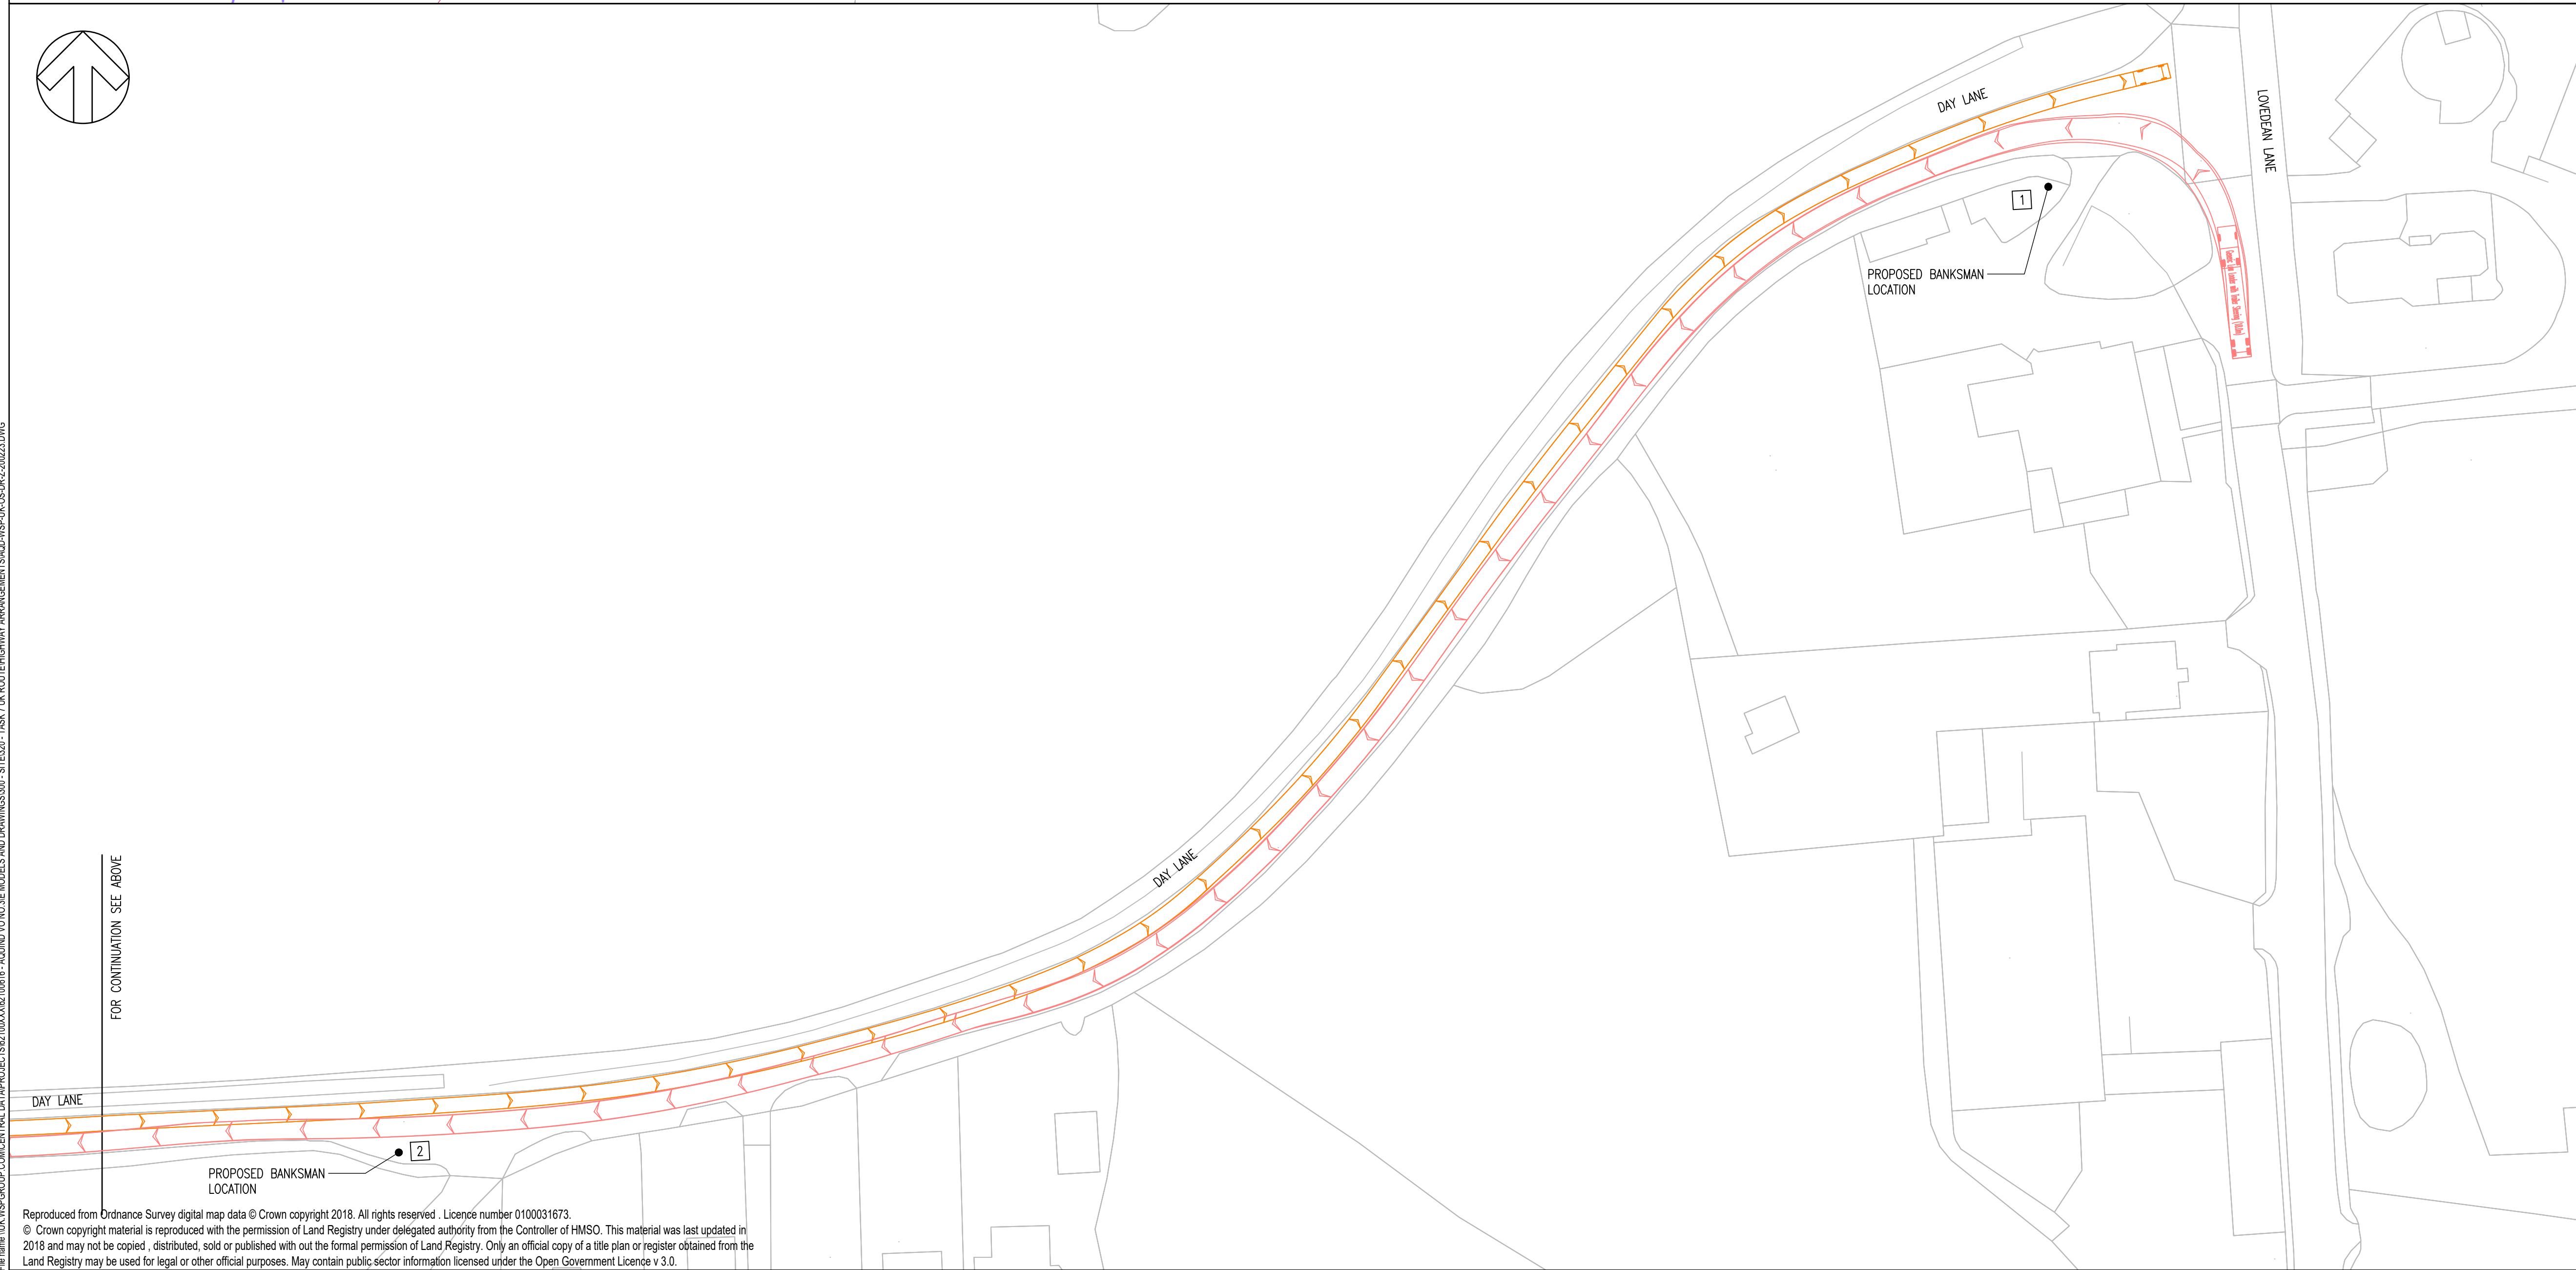 DAY LANE
LOVEDEAN LANE
1
PROPOSED BANKSMAN
LOCATION
DAY LANE
FOR CONTINUATION SEE ABOVE
DAY LANE
2
PROPOSED BANKSMAN
LOCATION
Reproduced from Ordnance Survey digital map data © Crown copyright 2018. All rights reserved . Licence number 0100031673.
© Crown copyright material is reproduced with the permission of Land Registry under delegated authority from the Controller of HMSO. This material was last updated in
2018 and may not be copied , distributed, sold or published with out the formal permission of Land Registry. Only an official copy of a title plan or register obtained from the
Land Registry may be used for legal or other official purposes. May contain public sector information licensed under the Open Government Licence v 3.0.